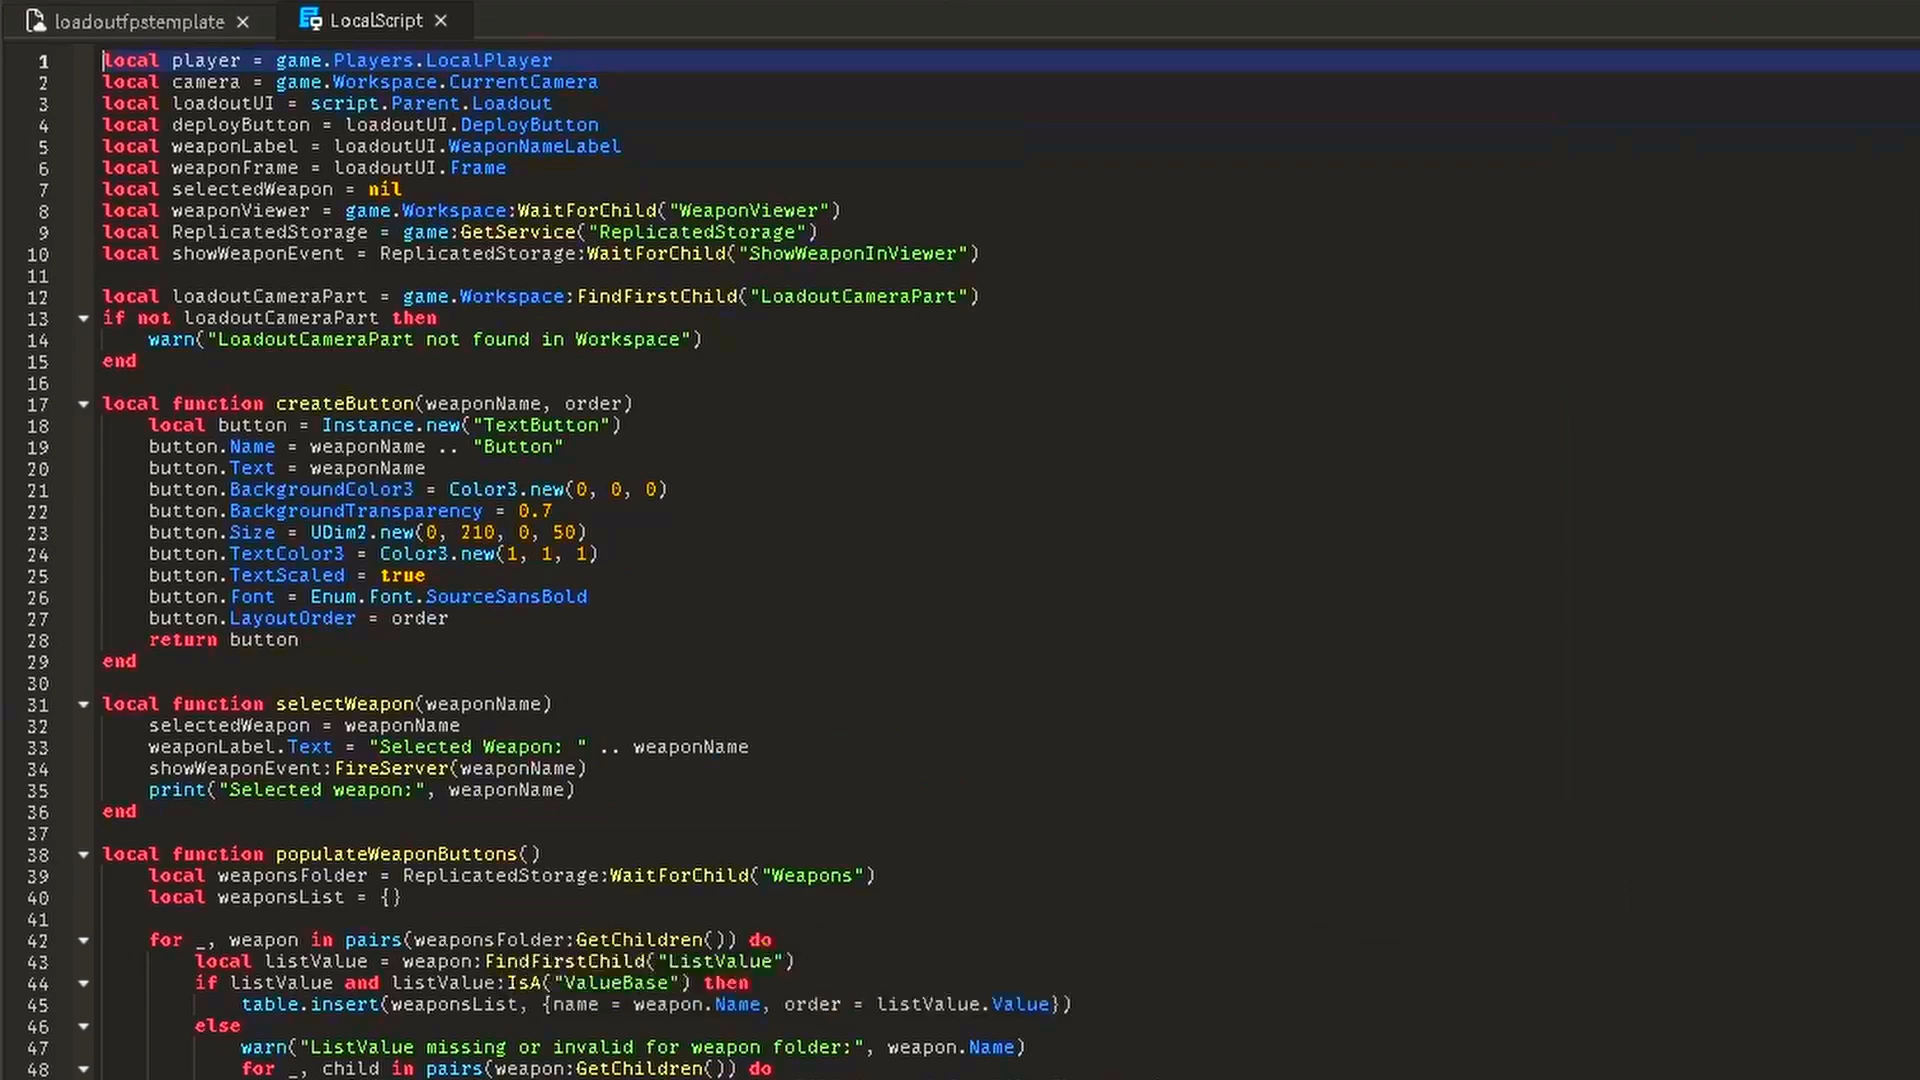 loadoutfpstemplate
LocalScript
1 local player = game.Players.LocalPlayer
2 local camera = game.Workspace.CurrentCamera
3 local loadoutUI = script.Parent.Loadout
4 local deployButton = loadoutUI.DeployButton
5 local weaponLabel = loadoutUI.WeaponNameLabel
6 local weaponFrame = loadoutUI.Frame
7 local selectedWeapon = nil
8 local weaponViewer = game.Workspace:WaitForChild("WeaponViewer")
9 local ReplicatedStorage = game:GetService("ReplicatedStorage")
10 local showWeaponEvent = ReplicatedStorage:WaitForChild("ShowWeaponInViewer")
11
12 local loadoutCameraPart = game.Workspace:FindFirstChild("LoadoutCameraPart")
13 if not loadoutCameraPart then
14 warn("LoadoutCameraPart not found in Workspace")
15 end
16
17 local function createButton(weaponName, order)
18 local button = Instance.new("TextButton")
19 button.Name = weaponName .. "Button"
20 button.Text = weaponName
21 button.BackgroundColor3 = Color3.new(0, 0, 0)
22 button.BackgroundTransparency = 0.7
23 button.Size = UDim2.new(0, 210, 0, 50)
24 button.TextColor3 = Color3.new(1, 1, 1)
25 button.TextScaled = true
26 button.Font = Enum.Font.SourceSansBold
27 button.LayoutOrder = order
28 return button
29 end
30
31 local function selectWeapon(weaponName)
32 selectedWeapon = weaponName
33 weaponLabel.Text = "Selected Weapon: " .. weaponName
34 showWeaponEvent:FireServer(weaponName)
35 print("Selected weapon:", weaponName)
36 end
37
38 local function populateWeaponButtons()
39 local weaponsFolder = ReplicatedStorage:WaitForChild("Weapons")
40 local weaponsList = {}
41
42 for _, weapon in pairs(weaponsFolder:GetChildren()) do
43 local listValue = weapon:FindFirstChild("ListValue")
44 if listValue and listValue:IsA("ValueBase") then
45 table.insert(weaponsList, {name = weapon.Name, order = listValue.Value})
46 else
47 warn("ListValue missing or invalid for weapon folder:", weapon.Name)
48 for _, child in pairs(weapon:GetChildren()) do